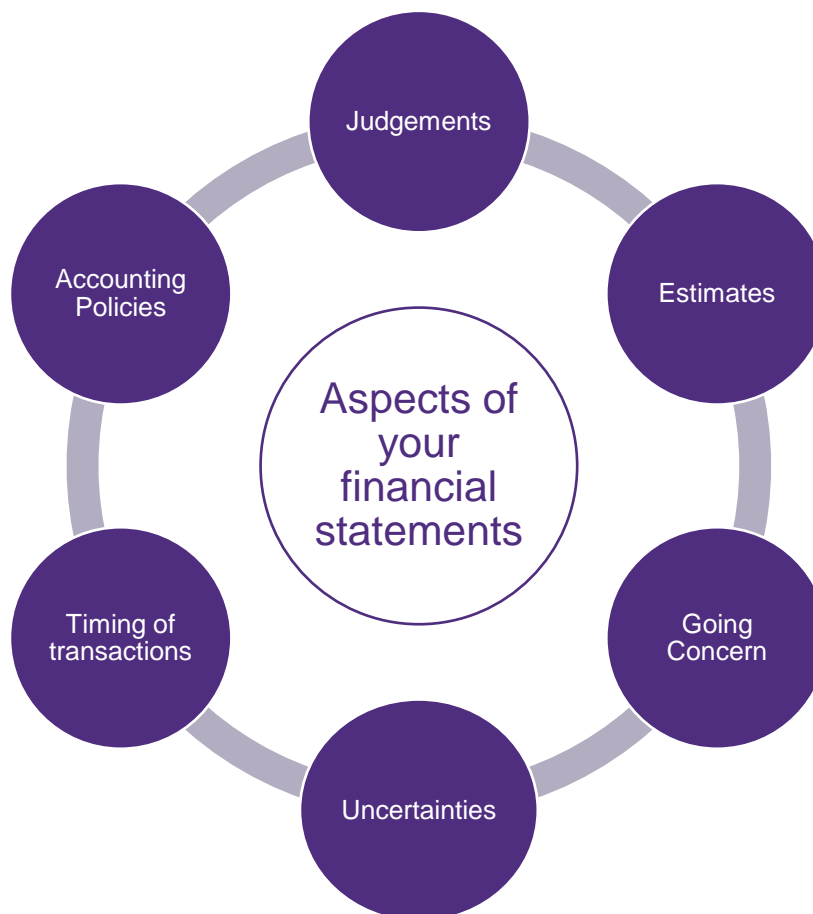 Judgements
Estimates
Going
Concern
Uncertainties
Timing of
transactions
Accounting
Policies
Aspects of
your
financial
statements